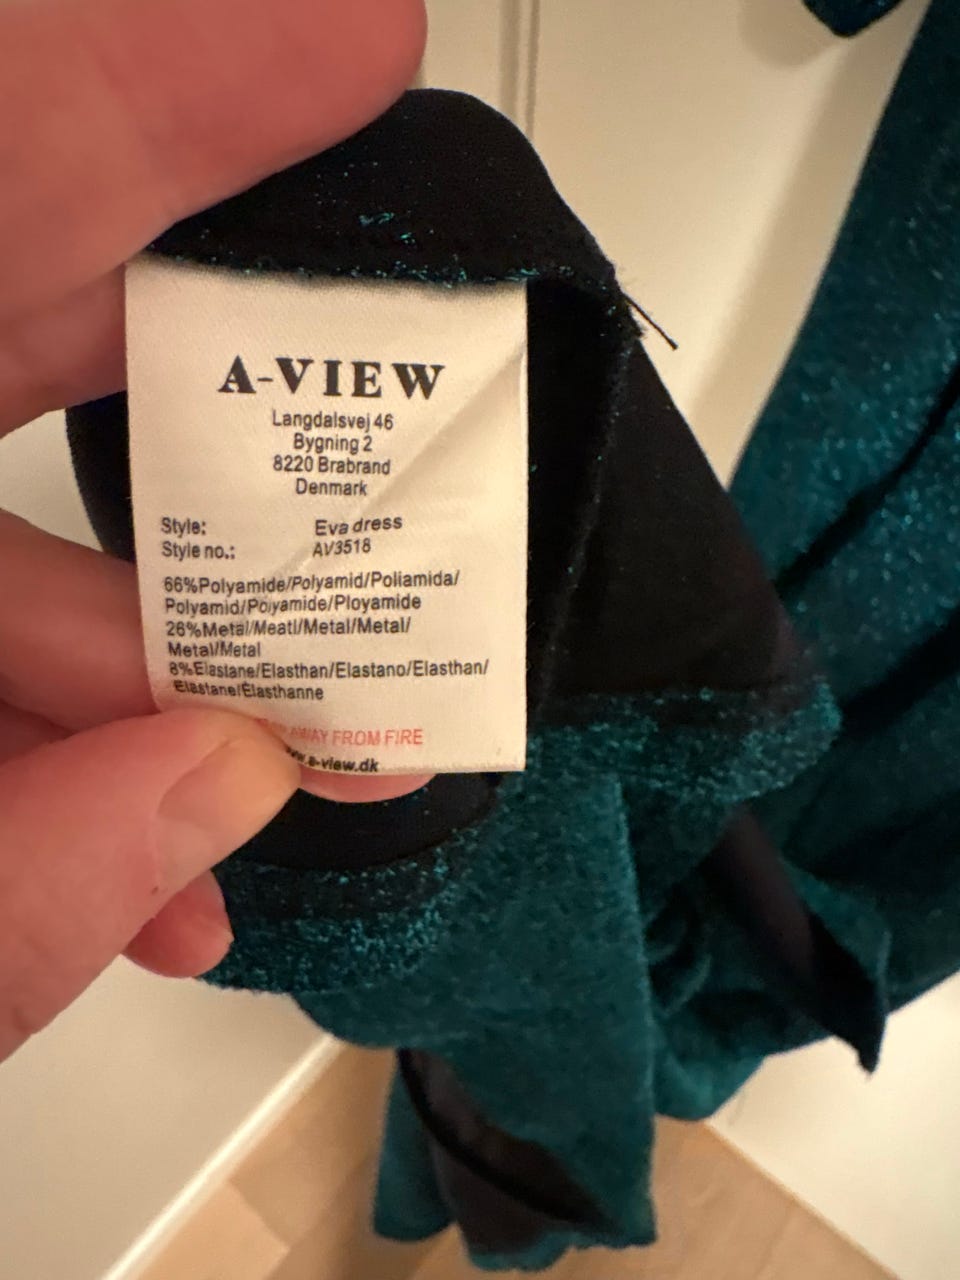 A-VIEW
Langdalsvej 46
Bygning 2
8220 Brabrand
Denmark
Style: Eva dress
Style no.: AV3518
66%Polyamide/Polyamid/Poliamida/
Polyamid/Polyamide/Ployamide
26%Metal/Meatl/Metal/Metal/
Metal/Metal
8%Elastane/Elasthan/Elastano/Elasthan/
Elastane/Elasthanne
AWAY FROM FIRE
a-view.dk